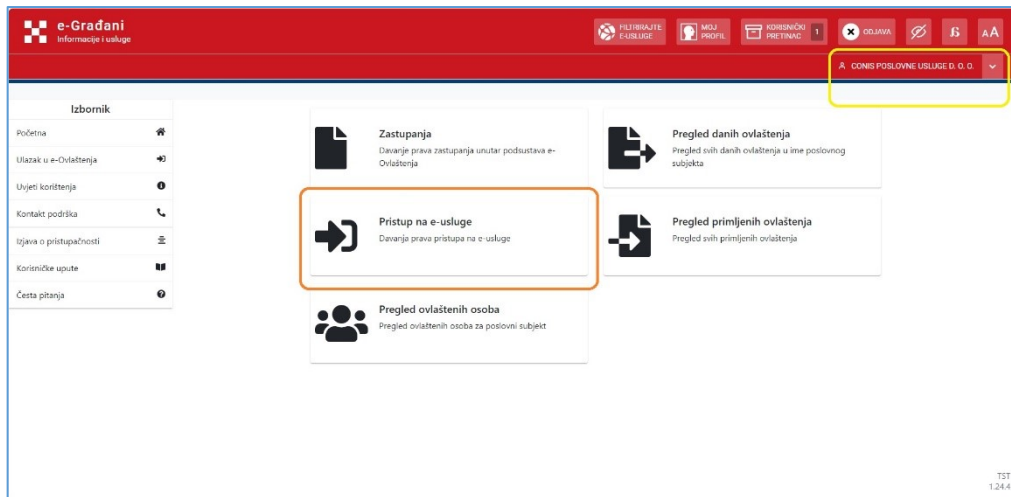 e-Građani
Informacije i usluge
FILTRIRAJTE
E-USLUGE
MOJ
PROFIL
KORISNIČKI
PRETINAC
1
ODJAVA
AA
CONIS POSLOVNE USLUGE D. O. O.
Izbornik
Početna
Ulazak u e-Ovlaštenja
Uvjeti korištenja
Kontakt podrška
Izjava o pristupačnosti
Korisničke upute
Česta pitanja
Zastupanja
Davanje prava zastupanja unutar podsustava e-
Ovlaštenja
Pregled danih ovlaštenja
Pregled svih danih ovlaštenja u ime poslovnog
subjekta
Pristup na e-usluge
Davanja prava pristupa na e-usluge
Pregled primljenih ovlaštenja
Pregled svih primljenih ovlaštenja
Pregled ovlaštenih osoba
Pregled ovlaštenih osoba za poslovni subjekt
TST
1.24.4